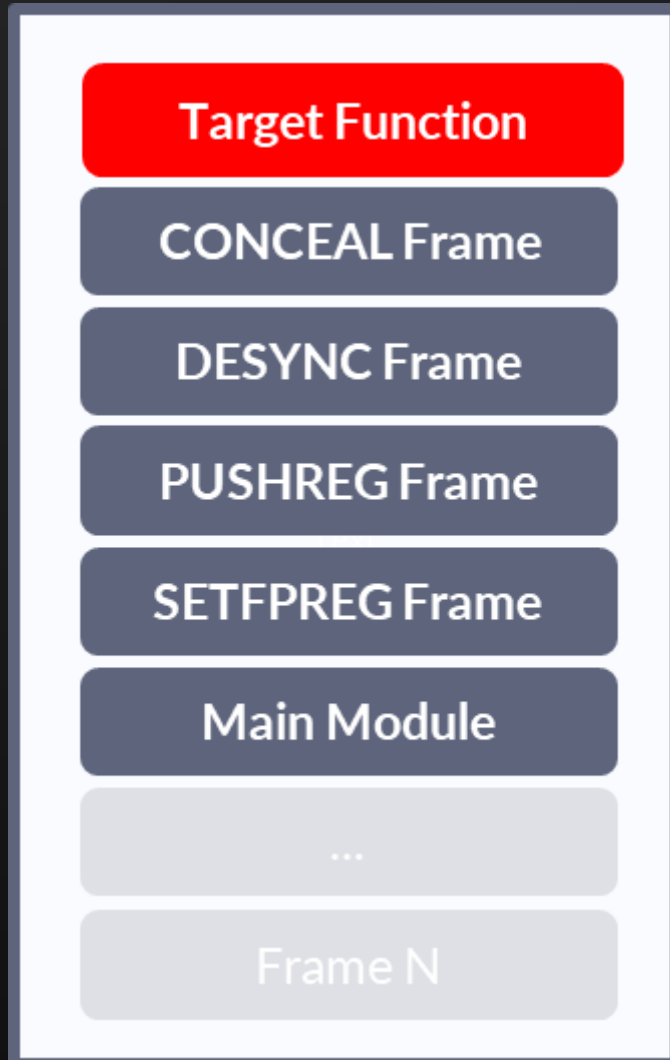 Target Function
CONCEAL Frame
DESYNC Frame
PUSHREG Frame
SETFPREG Frame
Main Module
...
Frame N